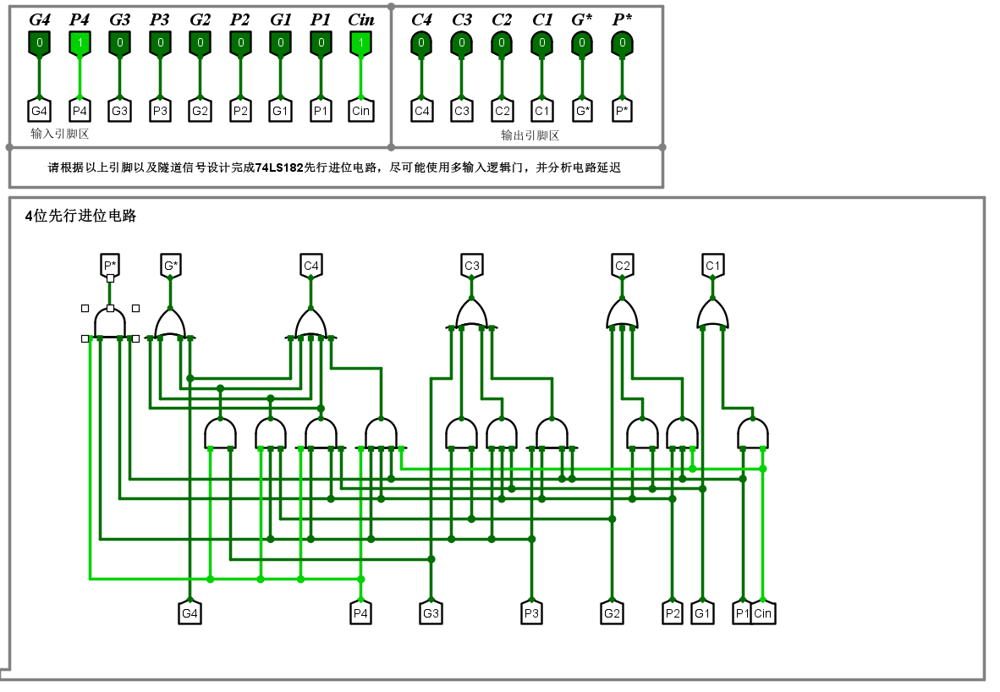 G4 P4 G3 P3 G2 P2 G1 P1 Cin C4 C3 C2 C1 G* P*
0 1 0 0 0 0 0 0 1 0 0 0 0 0 0
G4 P4 G3 P3 G2 P2 G1 P1 Cin C4 C3 C2 C1 G* P*
输入引脚区 输出引脚区
请根据以上引脚以及隧道信号设计完成74LS182先行进位电路，尽可能使用多输入逻辑门，并分析电路延迟
4位先行进位电路
P* G* C4 C3 C2 C1
G4 P4 G3 P3 G2 P2 G1 P1 Cin